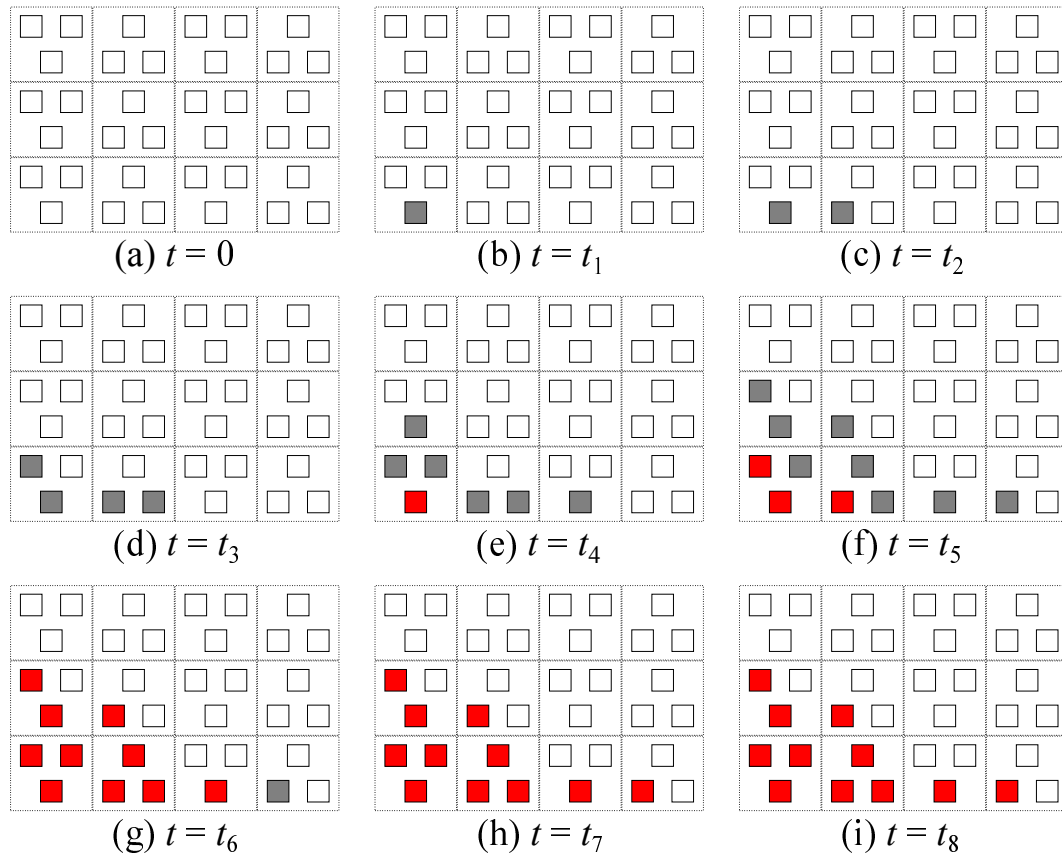 (a) t = 0
(b) t = t₁
(c) t = t₂
(d) t = t₃
(e) t = t₄
(f) t = t₅
(g) t = t₆
(h) t = t₇
(i) t = t₈